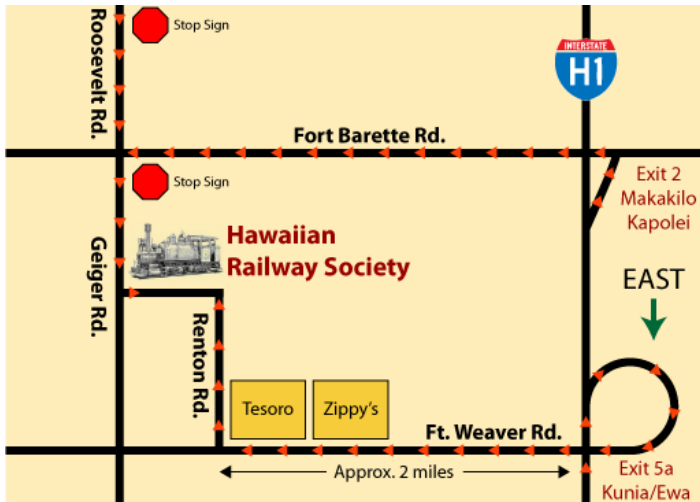 Roosevelt Rd.
Stop Sign
INTERSTATE
H1
Fort Barette Rd.
Stop Sign
Exit 2
Makakilo
Kapolei
Geiger Rd.
Hawaiian
Railway Society
EAST
Renton Rd.
Tesoro
Zippy's
Ft. Weaver Rd.
Approx. 2 miles
Exit 5a
Kunia/Ewa